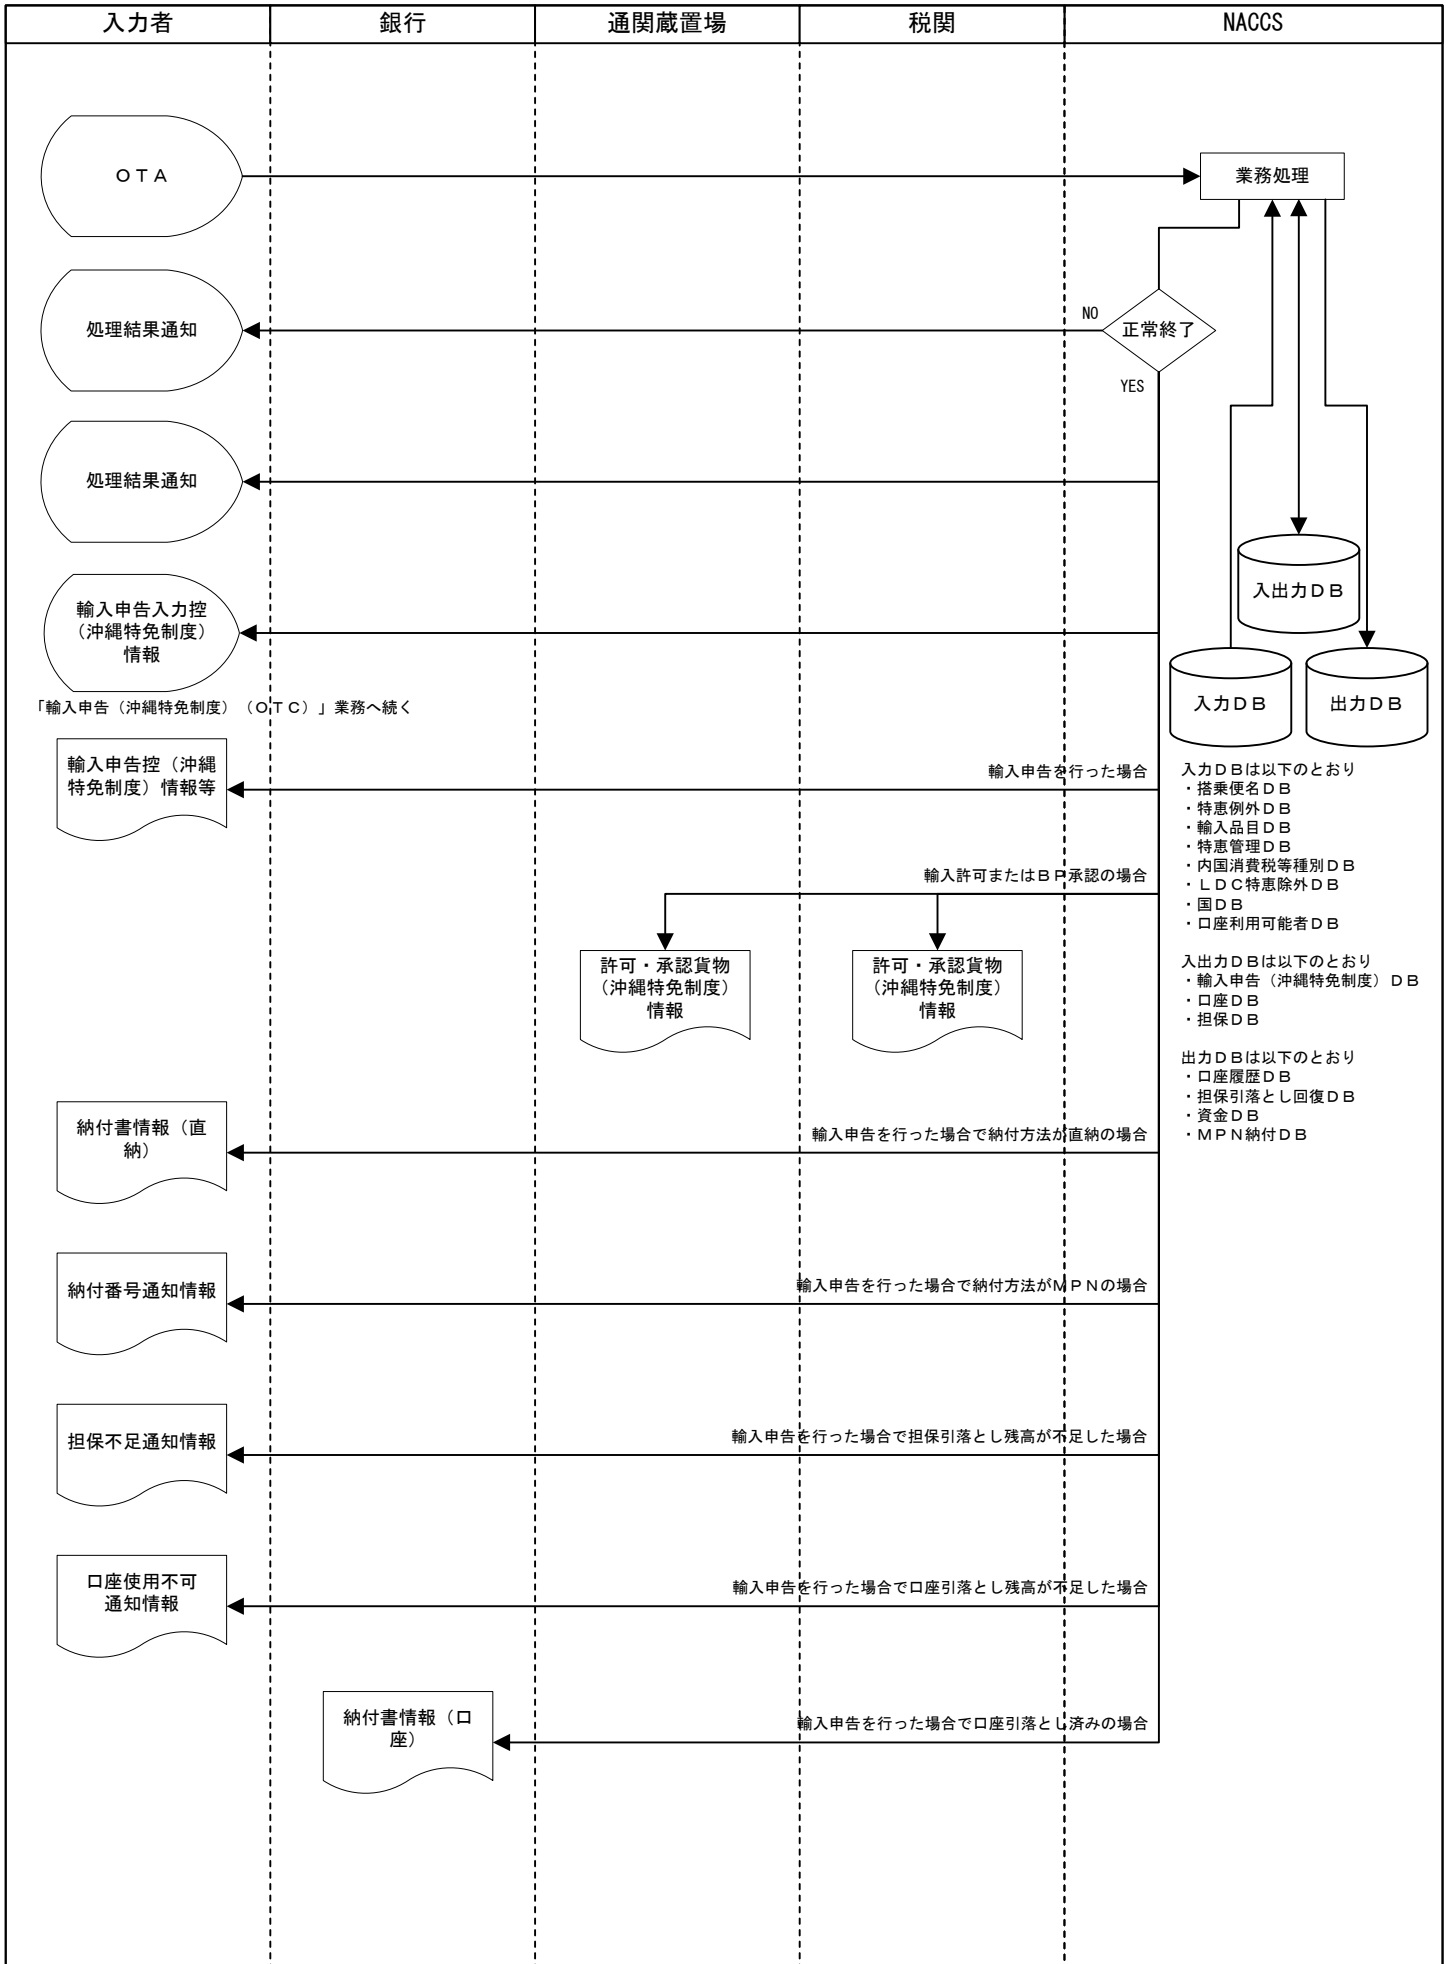 入力者
銀行
通関蔵置場
税関
NACCS
ＯＴＡ
業務処理
処理結果通知
NO
正常終了
YES
処理結果通知
入出力ＤＢ
輸入申告入力控
（沖縄特免制度）
情報
入力ＤＢ
出力ＤＢ
「輸入申告（沖縄特免制度）（ＯＴＣ）」業務へ続く
輸入申告控（沖縄
特免制度）情報等
輸入申告を行った場合
輸入許可またはＢＰ承認の場合
許可・承認貨物
（沖縄特免制度）
情報
許可・承認貨物
（沖縄特免制度）
情報
入力ＤＢは以下のとおり
・搭乗便名ＤＢ
・特恵例外ＤＢ
・輸入品目ＤＢ
・特恵管理ＤＢ
・内国消費税等種別ＤＢ
・ＬＤＣ特恵除外ＤＢ
・国ＤＢ
・口座利用可能者ＤＢ
入出力ＤＢは以下のとおり
・輸入申告（沖縄特免制度）ＤＢ
・口座ＤＢ
・担保ＤＢ
出力ＤＢは以下のとおり
・口座履歴ＤＢ
・担保引落とし回復ＤＢ
・資金ＤＢ
・ＭＰＮ納付ＤＢ
納付書情報（直
納）
輸入申告を行った場合で納付方法が直納の場合
納付番号通知情報
輸入申告を行った場合で納付方法がＭＰＮの場合
担保不足通知情報
輸入申告を行った場合で担保引落とし残高が不足した場合
口座使用不可
通知情報
輸入申告を行った場合で口座引落とし残高が不足した場合
納付書情報（口
座）
輸入申告を行った場合で口座引落とし済みの場合